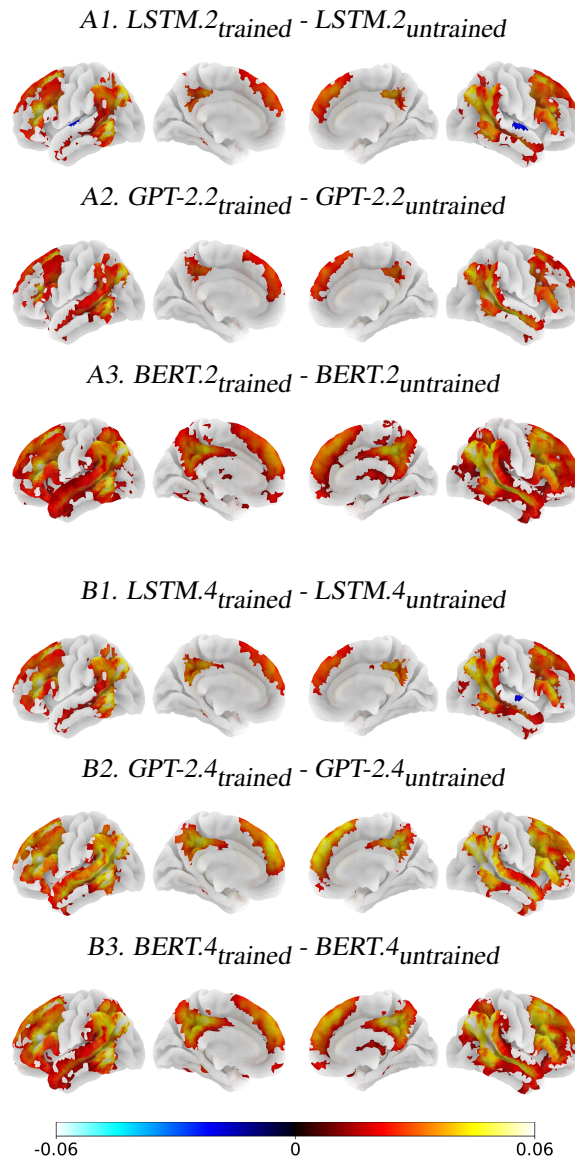 A1. LSTM.2trained - LSTM.2untrained
A2. GPT-2.2trained - GPT-2.2untrained
A3. BERT.2trained - BERT.2untrained
B1. LSTM.4trained - LSTM.4untrained
B2. GPT-2.4trained - GPT-2.4untrained
B3. BERT.4trained - BERT.4untrained
-0.06 0 0.06